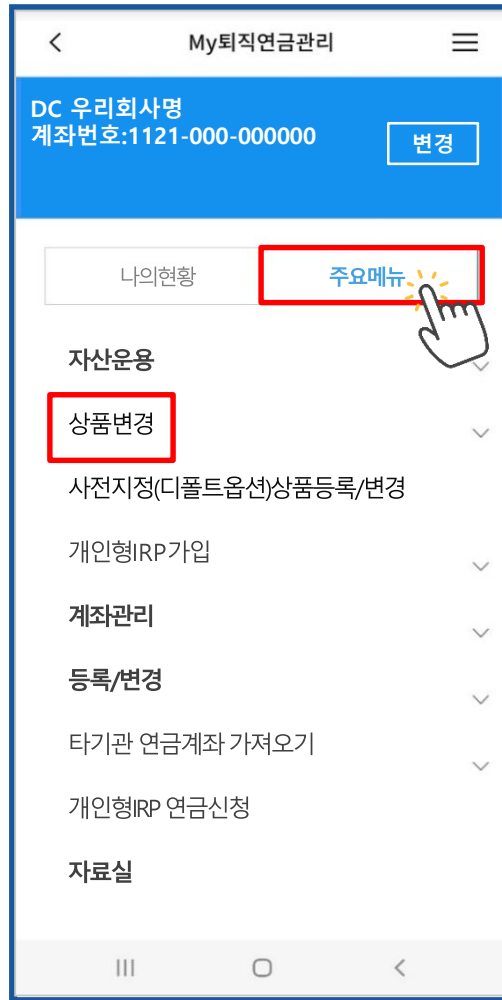 My퇴직연금관리
DC 우리회사명
계좌번호:1121-000-000000
변경
나의현황
주요메뉴
자산운용
상품변경
사전지정(디폴트옵션)상품등록/변경
개인형IRP가입
계좌관리
등록/변경
타기관 연금계좌 가져오기
개인형IRP 연금신청
자료실